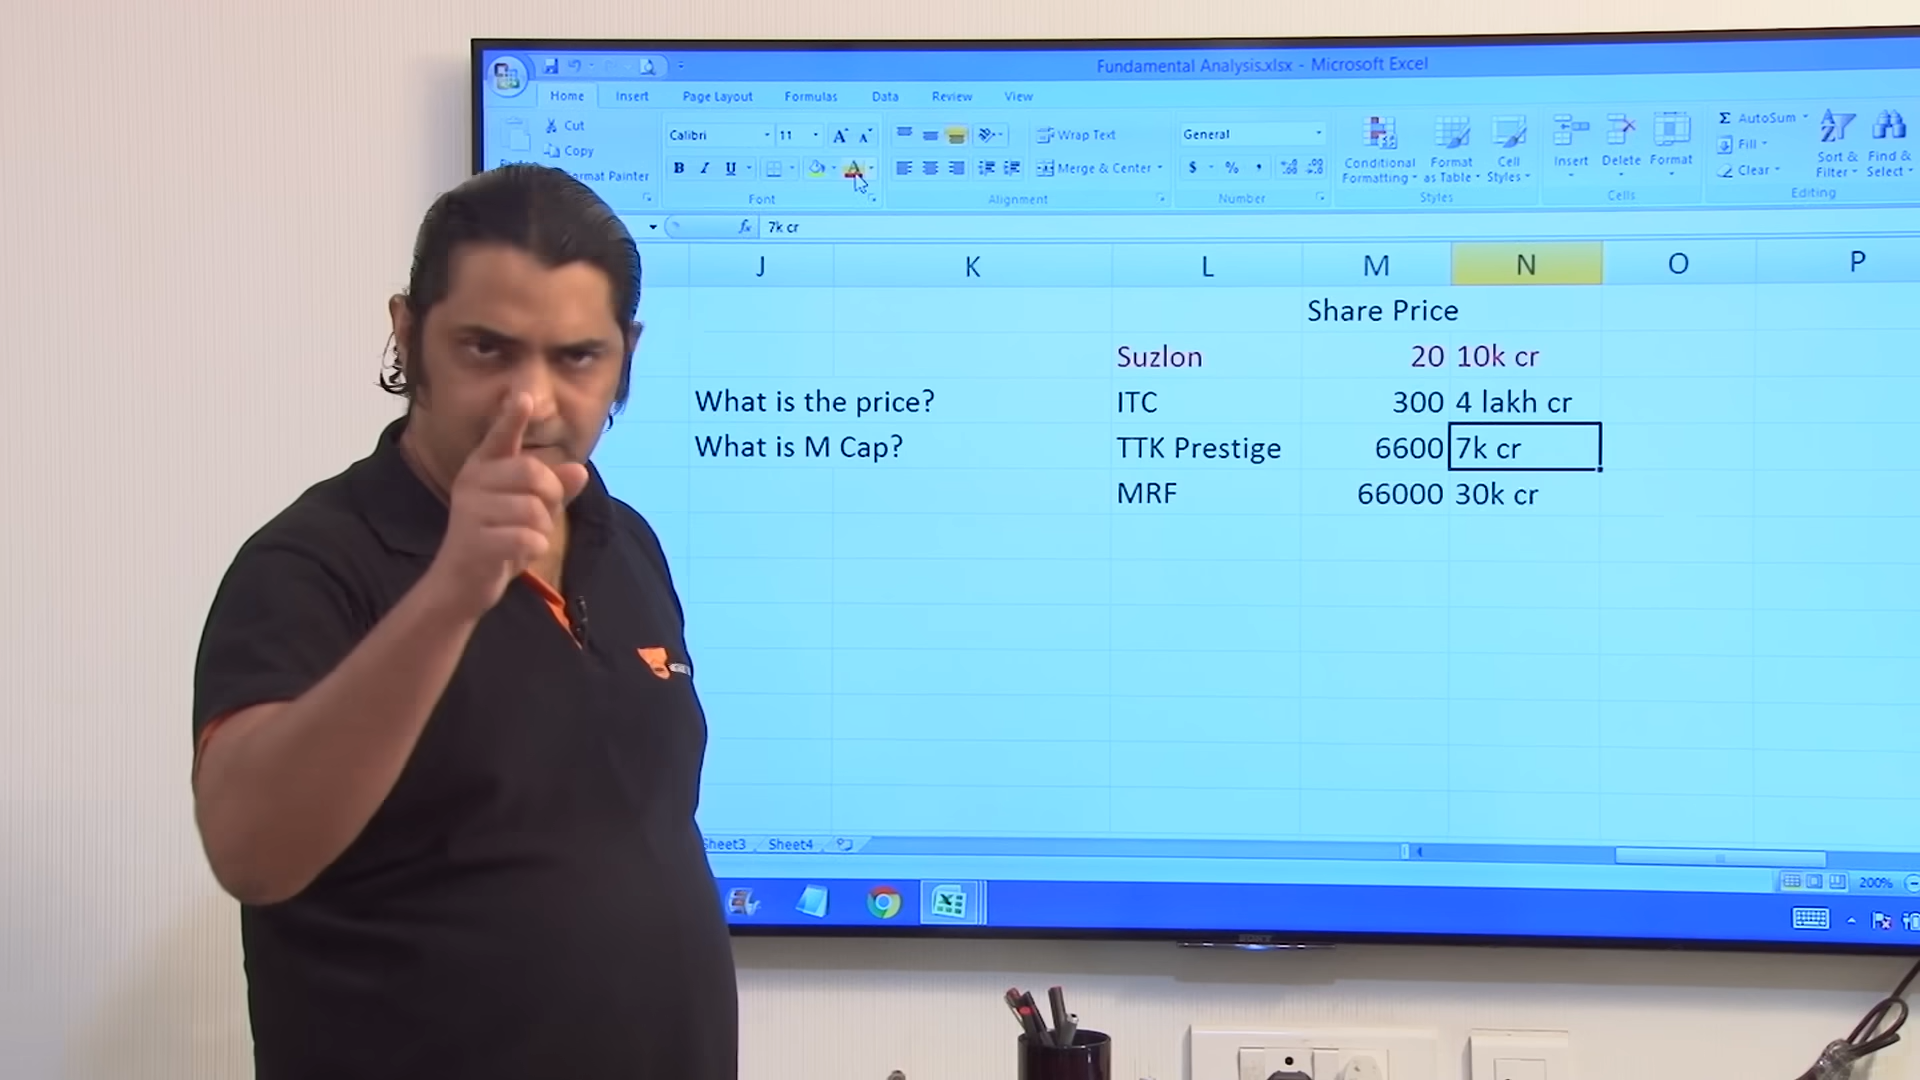 Fundamental Analysis.xlsx - Microsoft Excel
Home Insert Page Layout Formulas Data Review View
Cut
Copy
Format Painter
Calibri 11
B I U
Font
Wrap Text
Merge & Center
Alignment
General
$ % ,
Number
Conditional Formatting
Format as Table
Cell Styles
Styles
Insert Delete Format
Cells
Σ AutoSum
Fill
Clear
Sort & Filter
Find & Select
Editing
fx 7k cr
J K L M N O P
Share Price
Suzlon 20 10k cr
What is the price? ITC 300 4 lakh cr
What is M Cap? TTK Prestige 6600 7k cr
MRF 66000 30k cr
Sheet3 Sheet4
200%
SONY